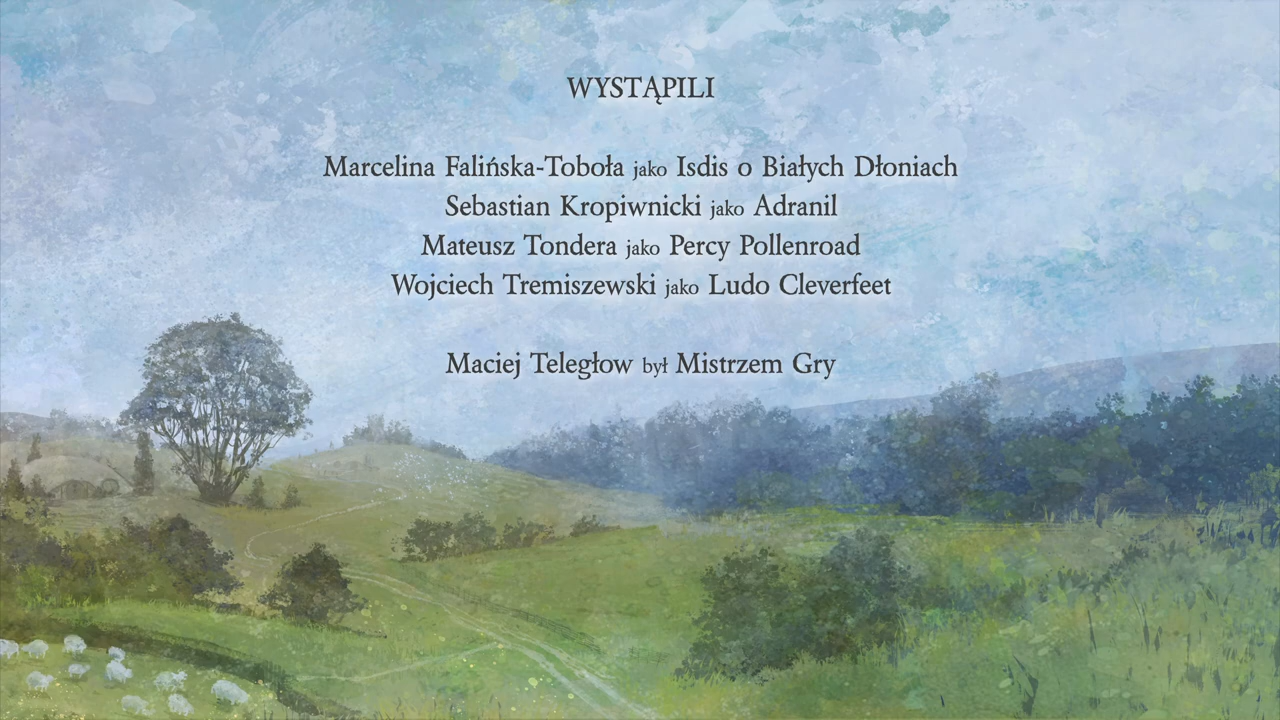 WYSTĄPILI
Marcelina Falińska-Toboła jako Isdis o Białych Dłoniach
Sebastian Kropiwnicki jako Adranil
Mateusz Tondera jako Percy Pollenroad
Wojciech Tremiszewski jako Ludo Cleverfeet
Maciej Teległow był Mistrzem Gry